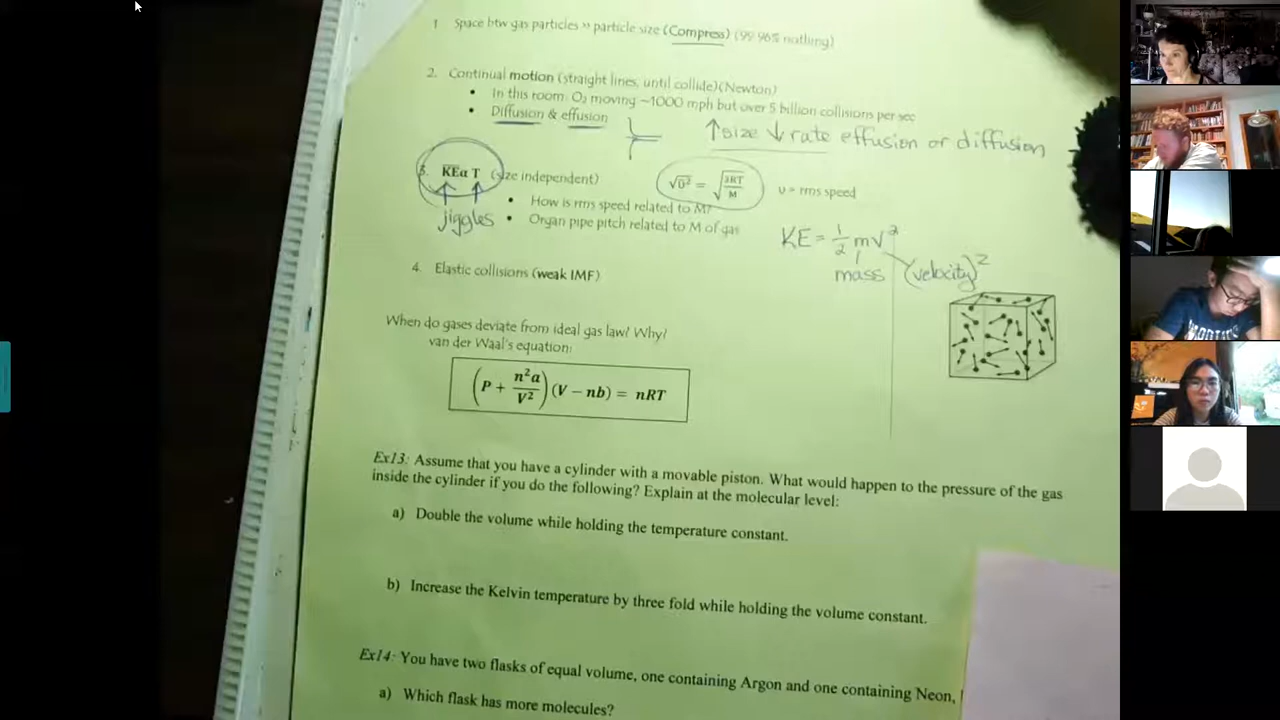 1 Space btw gas particles >> particle size (Compress) (99.96% nothing)
2. Continual motion (straight lines, until collide)(Newton)
• In this room: O₂ moving ~1000 mph but over 5 billion collisions per sec
• Diffusion & effusion
↑size ↓rate effusion or diffusion
3. KEα T (size independent)
√υ² = √3RT/M
υ = rms speed
• How is rms speed related to M?
jiggles
• Organ pipe pitch related to M of gas
KE = 1/2 mv²
mass (velocity)²
4. Elastic collisions (weak IMF)
When do gases deviate from ideal gas law? Why?
van der Waal's equation:
(P + n²a/V²) (V − nb) = nRT
Ex13: Assume that you have a cylinder with a movable piston. What would happen to the pressure of the gas
inside the cylinder if you do the following? Explain at the molecular level:
a) Double the volume while holding the temperature constant.
b) Increase the Kelvin temperature by three fold while holding the volume constant.
Ex14: You have two flasks of equal volume, one containing Argon and one containing Neon,
a) Which flask has more molecules?